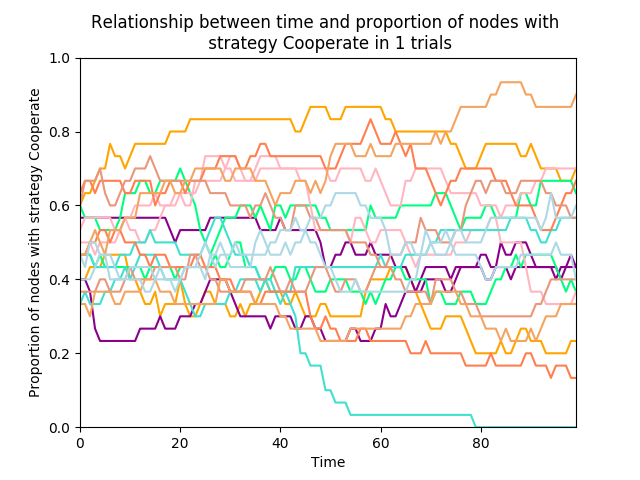 Relationship between time and proportion of nodes with
strategy Cooperate in 1 trials
Proportion of nodes with strategy Cooperate
1.0
0.8
0.6
0.4
0.2
0.0
0 20 40 60 80
Time